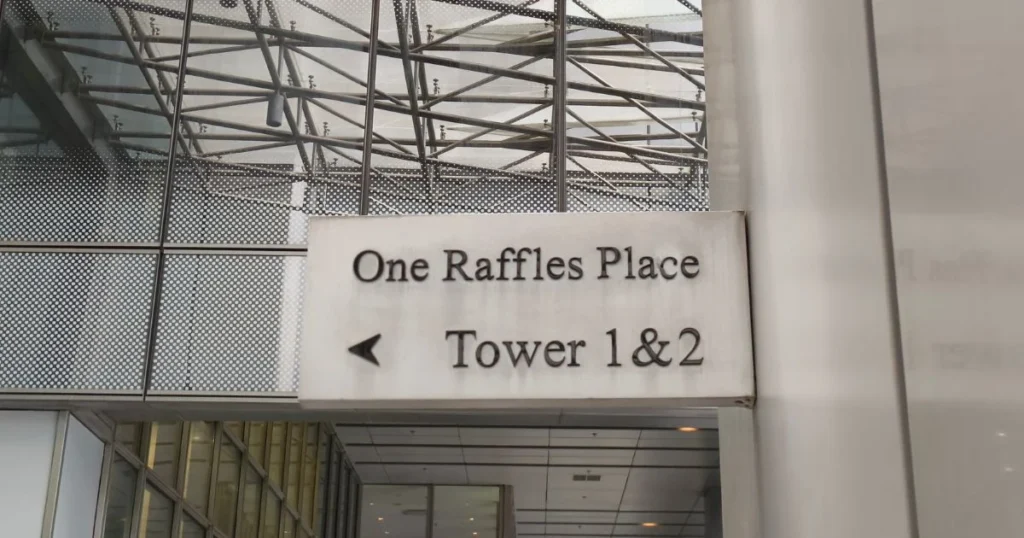 One Raffles Place
Tower 1&2